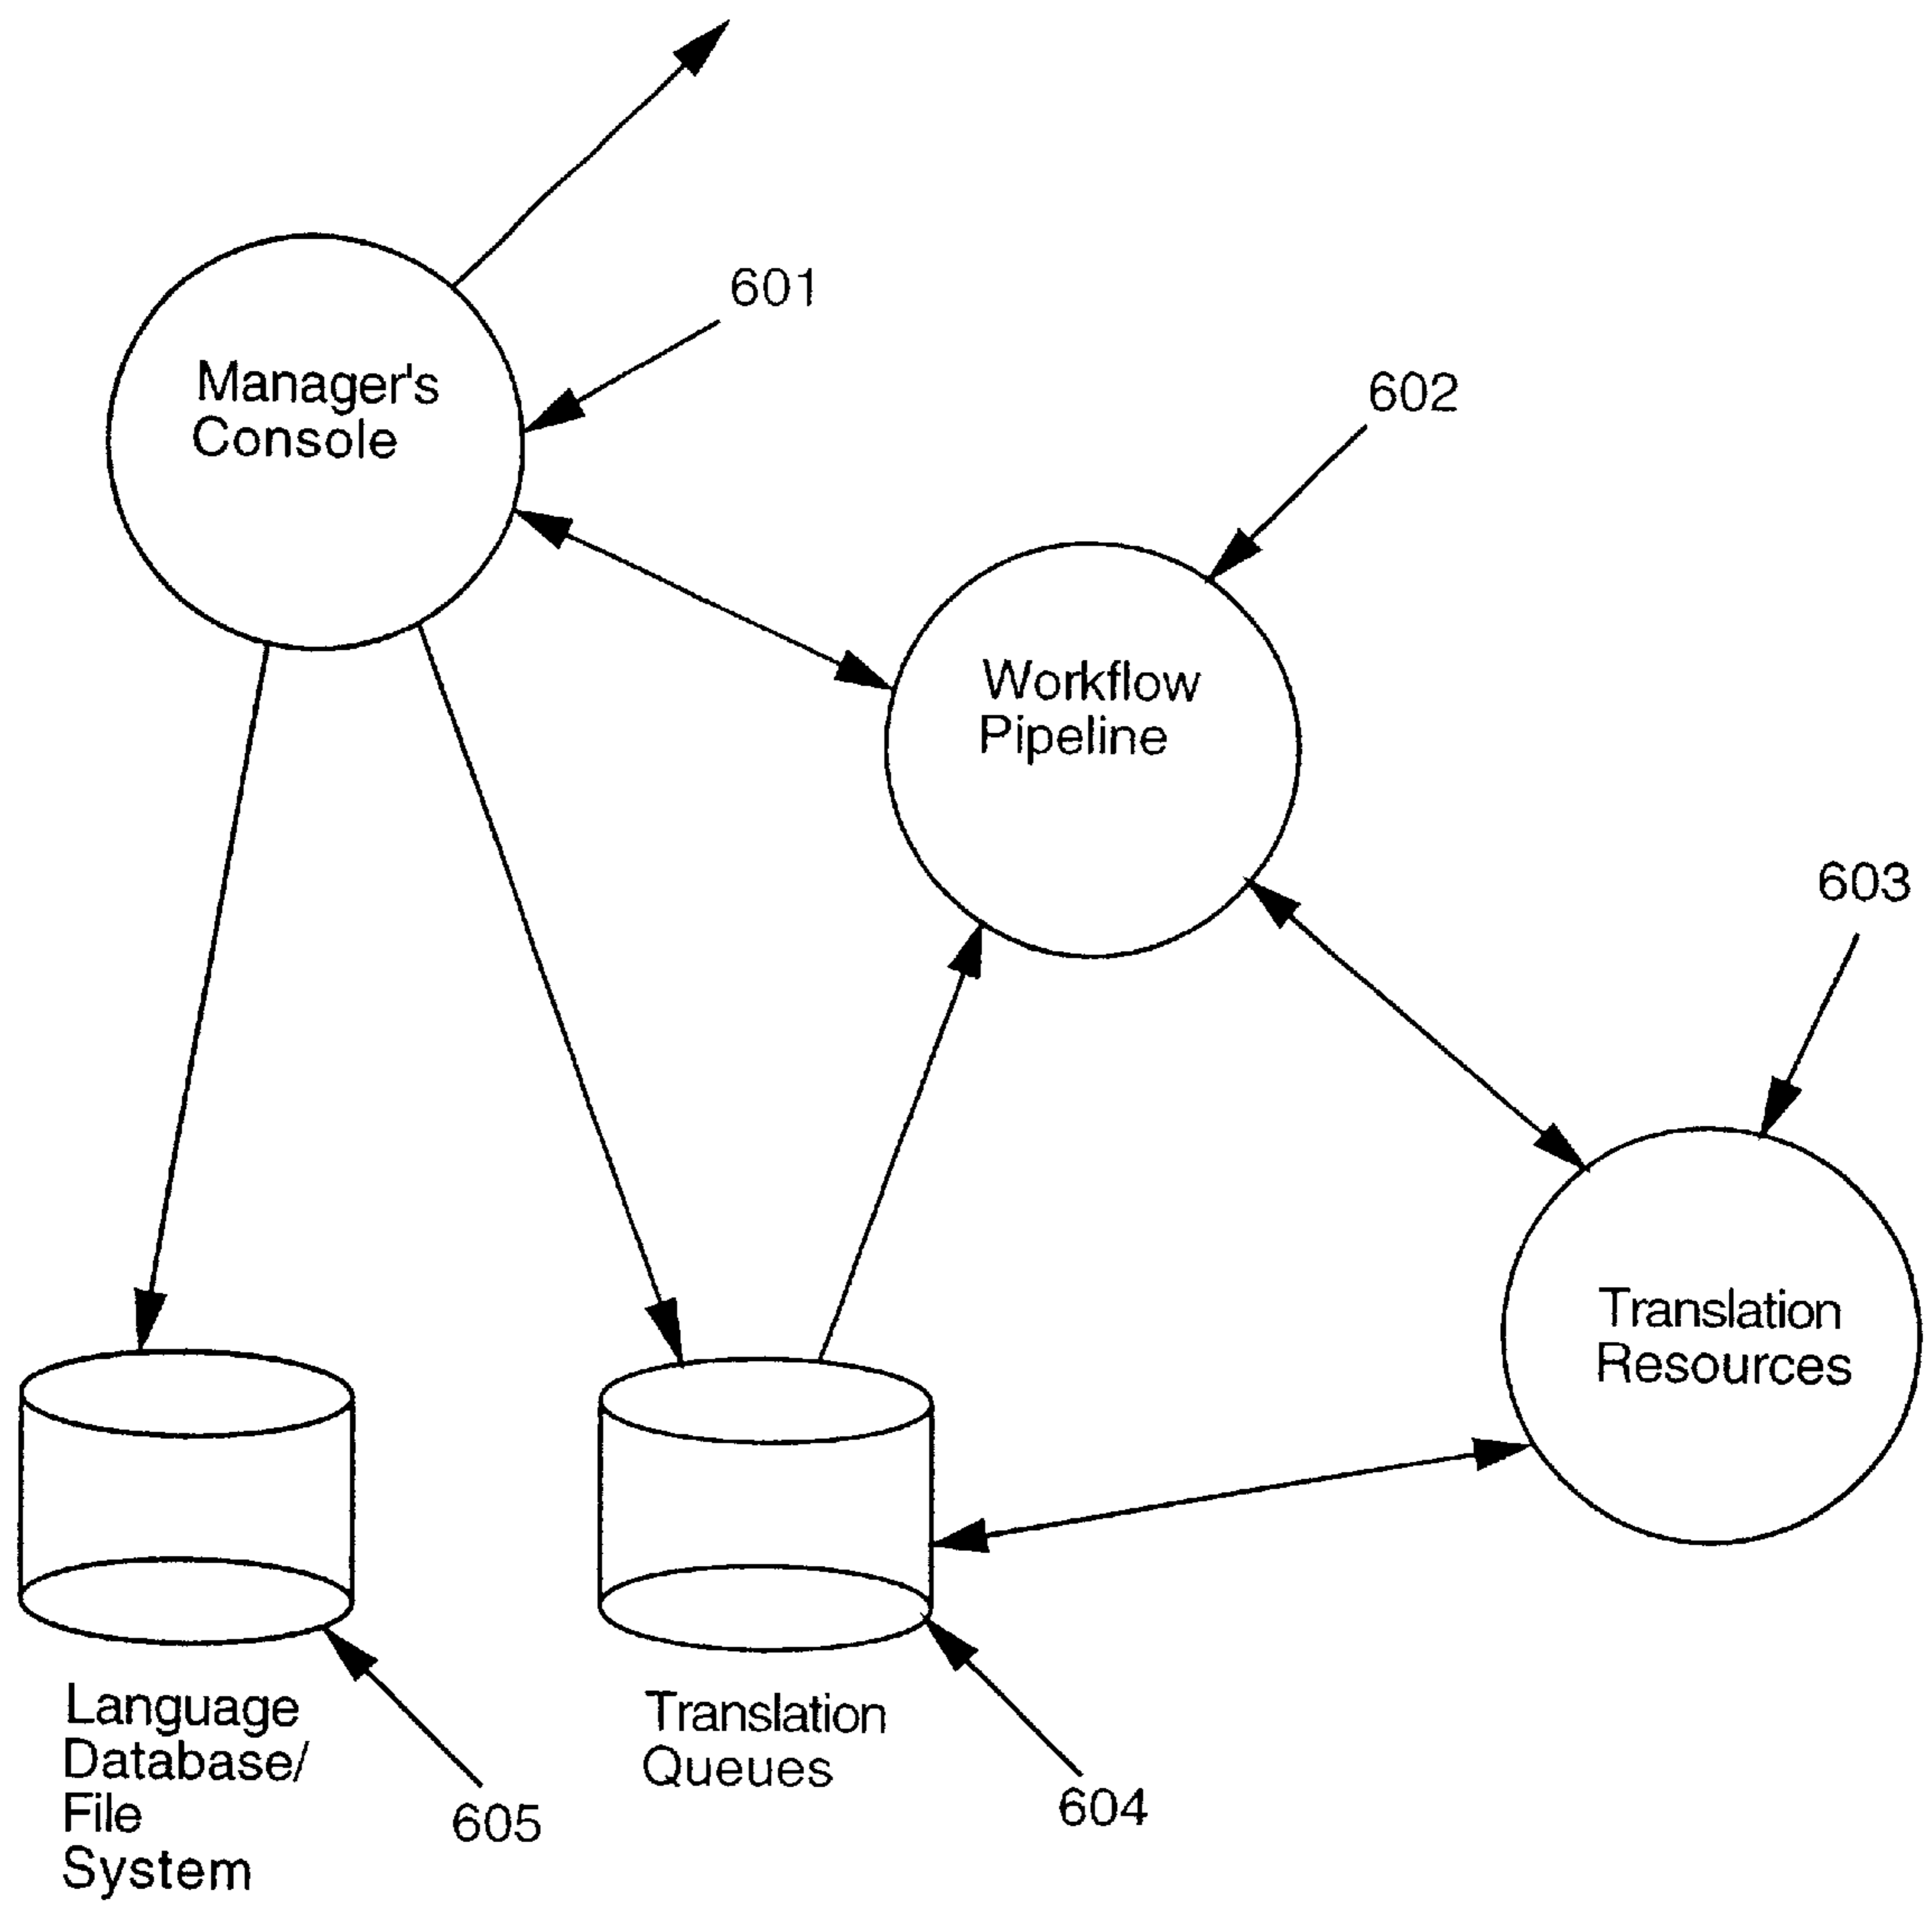 601
Manager's
Console
602
Workflow
Pipeline
603
Translation
Resources
Language
Database/
File
System
605
Translation
Queues
604